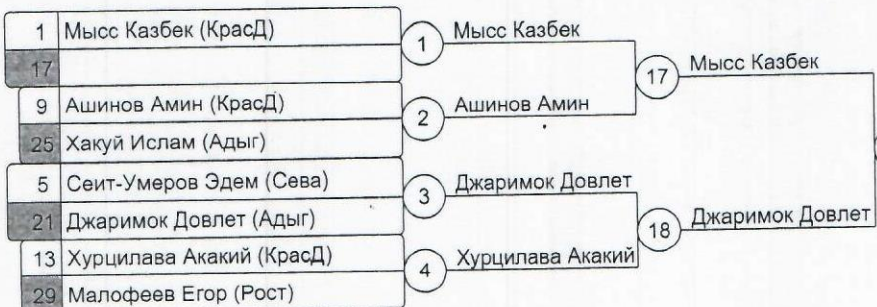 1 Мысс Казбек (КрасД)
17
1 Мысс Казбек
9 Ашинов Амин (КрасД)
25 Хакуй Ислам (Адыг)
2 Ашинов Амин
17 Мысс Казбек
5 Сеит-Умеров Эдем (Сева)
21 Джаримок Довлет (Адыг)
3 Джаримок Довлет
13 Хурцилава Акакий (КрасД)
29 Малофеев Егор (Рост)
4 Хурцилава Акакий
18 Джаримок Довлет